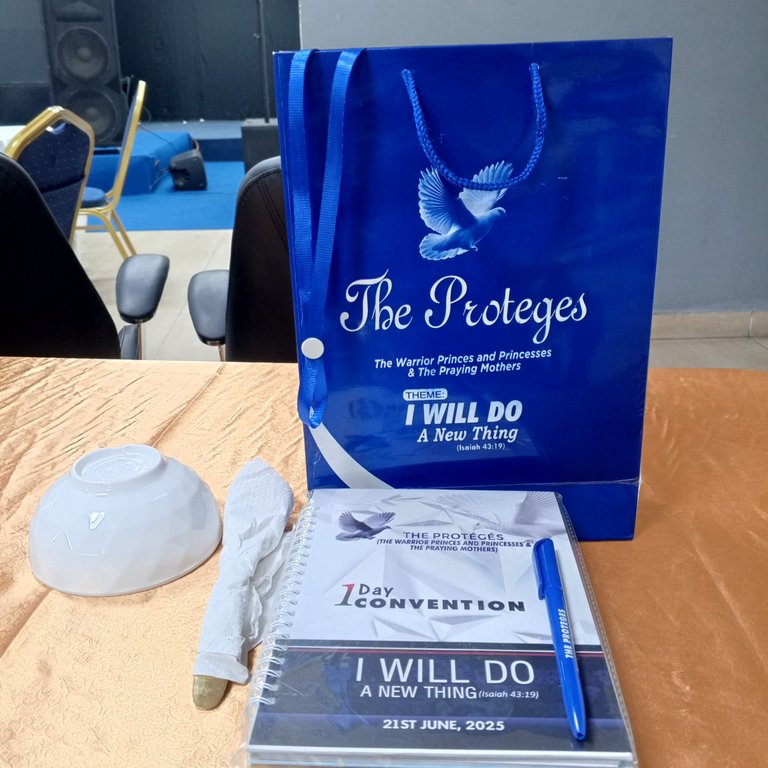 The Proteges
The Warrior Princes and Princesses
& The Praying Mothers
THEME:
I WILL DO
A New Thing
(Isaiah 43:19)
THE PROTÉGÉS
(THE WARRIOR PRINCES AND PRINCESSES &
THE PRAYING MOTHERS)
1 Day
CONVENTION
I WILL DO
A NEW THING (Isaiah 43:19)
21ST JUNE, 2025
THE PROTEGES